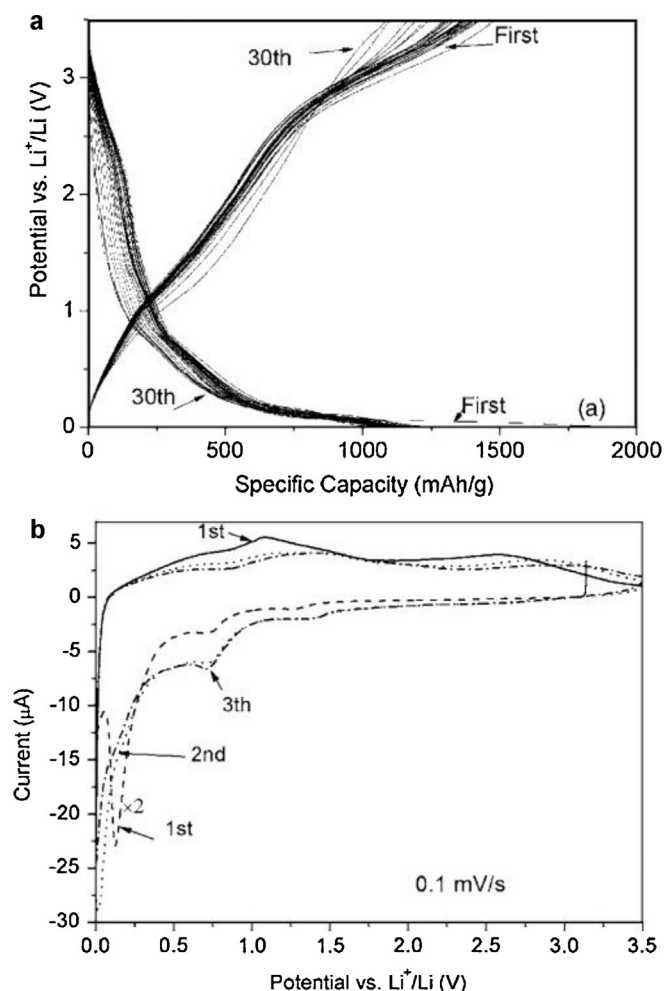 a
3
2
1
0
Potential vs. Li⁺/Li (V)
30th
First
30th
First
(a)
0 500 1000 1500 2000
Specific Capacity (mAh/g)
b
5
0
-5
-10
-15
-20
-25
-30
Current (μA)
1st
3th
2nd
×2
1st
0.1 mV/s
0.0 0.5 1.0 1.5 2.0 2.5 3.0 3.5
Potential vs. Li⁺/Li (V)